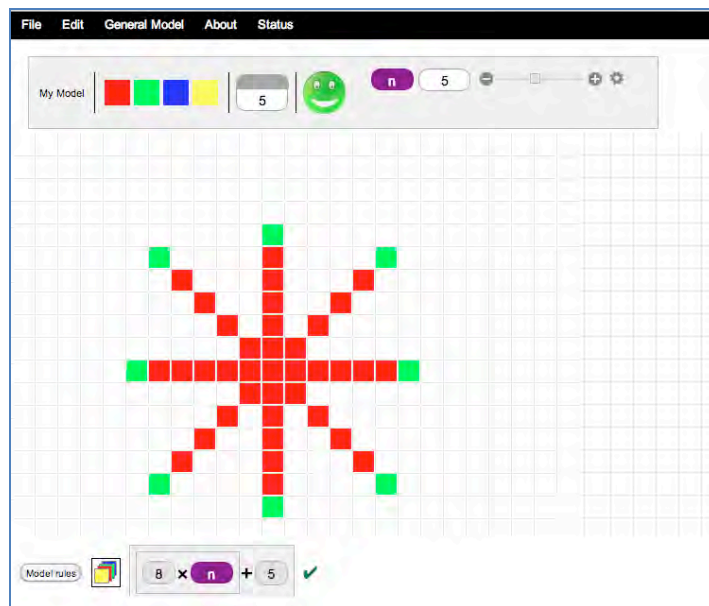 File Edit General Model About Status
My Model 5 n 5
Model rules 8 × n + 5 ✔